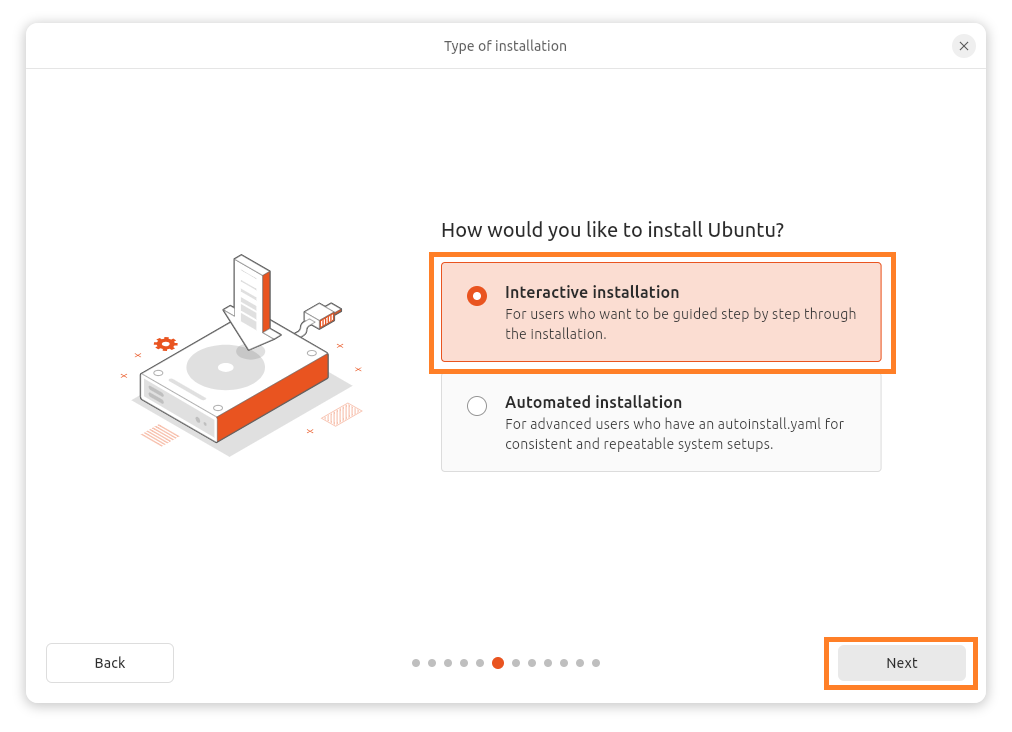 Type of installation
How would you like to install Ubuntu?
Interactive installation
For users who want to be guided step by step through
the installation.
Automated installation
For advanced users who have an autoinstall.yaml for
consistent and repeatable system setups.
Back
Next